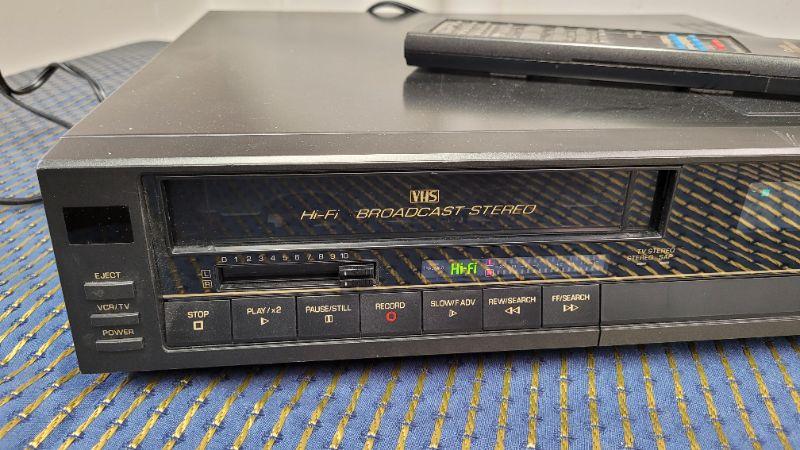 VHS
Hi-Fi BROADCAST STEREO
EJECT
VCR/TV
POWER
0 1 2 3 4 5 6 7 8 9 10
L
R
Hi-Fi
L
R
TV STEREO
STEREO SAP
STOP
PLAY/x2
PAUSE/STILL
RECORD
SLOW/F ADV
REW/SEARCH
FF/SEARCH